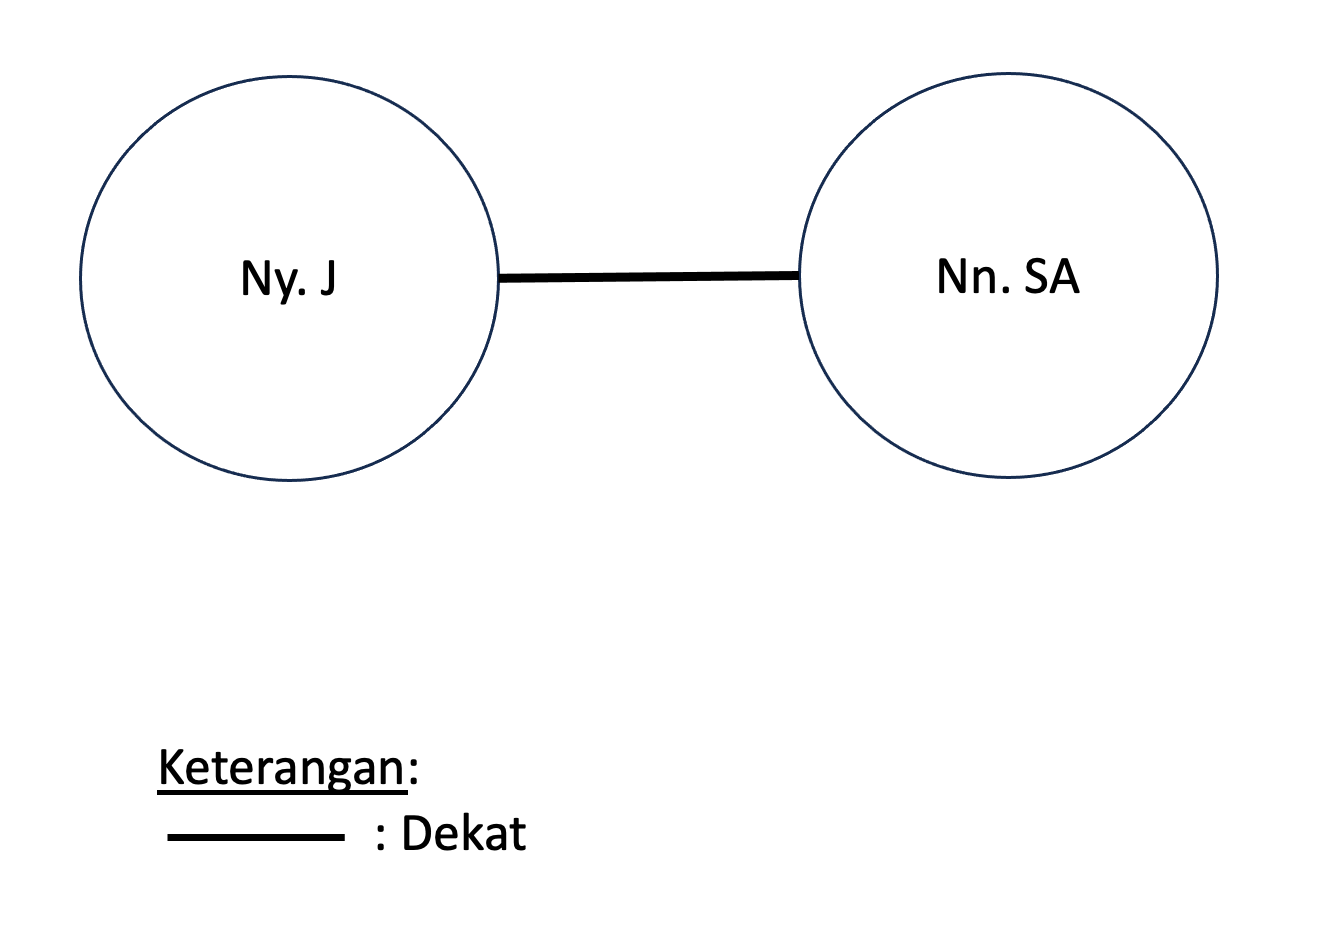 Ny. J
Nn. SA
Keterangan:
: Dekat